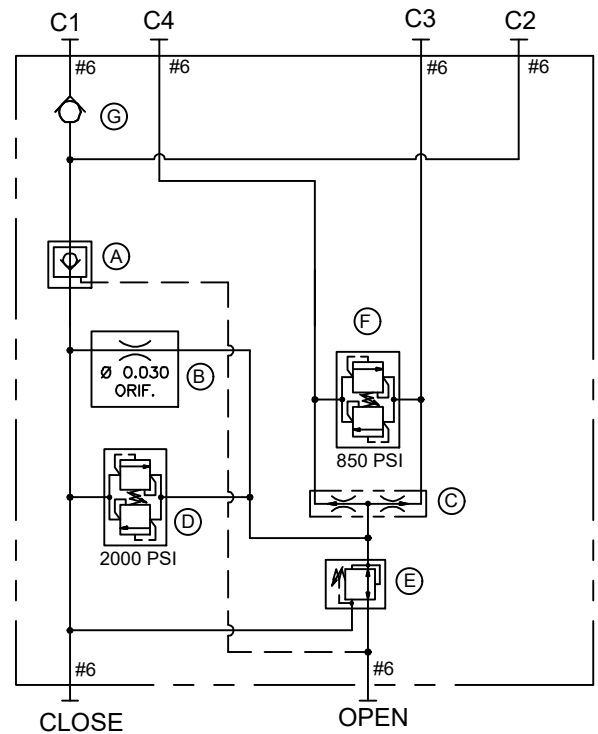 C1 C4 C3 C2
#6 #6 #6 #6
G
A
F
Ø 0.030
ORIF.
B
850 PSI
C
D
2000 PSI
E
#6 #6
CLOSE OPEN